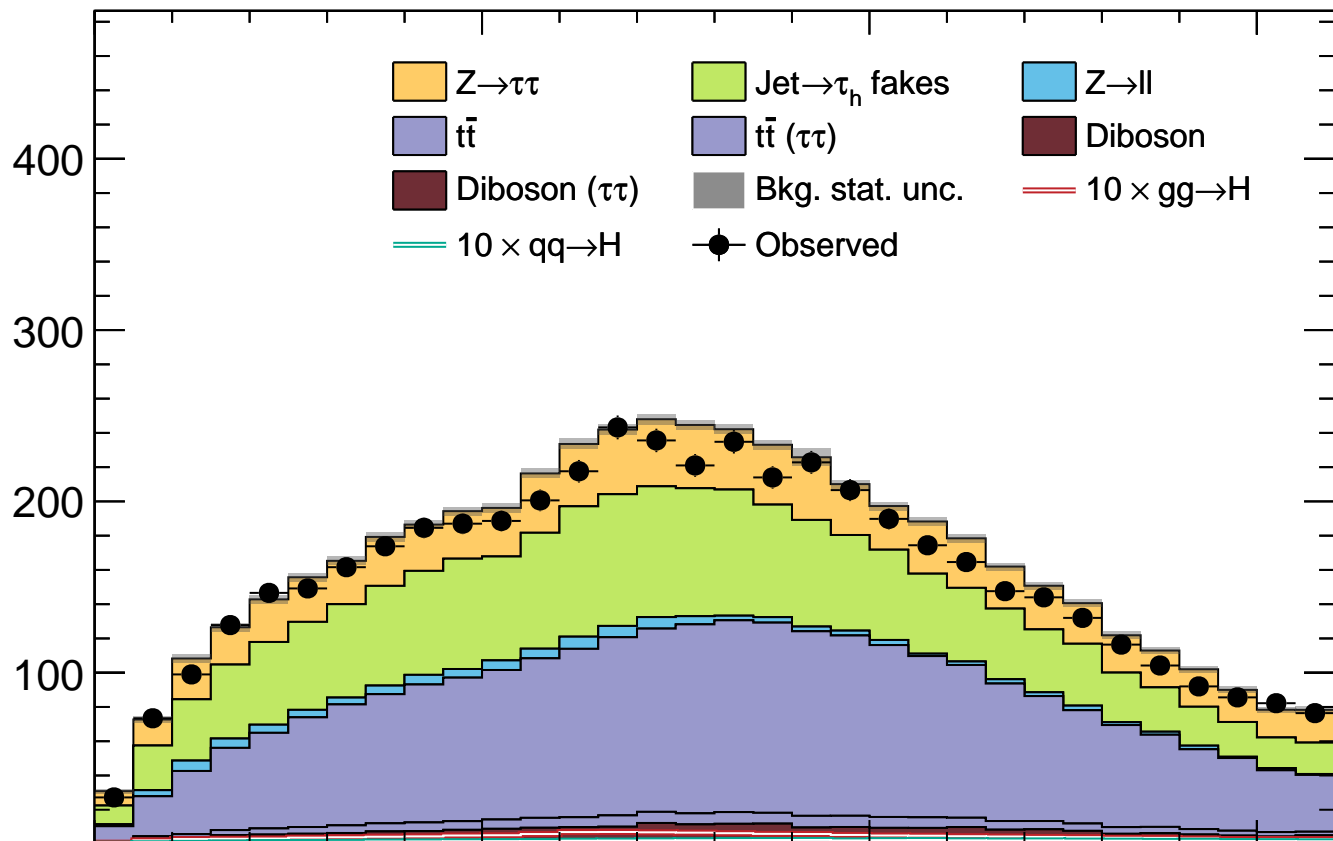 Z→ττ Jet→τh fakes Z→ll
tt̄ tt̄ (ττ) Diboson
Diboson (ττ) Bkg. stat. unc. 10 × gg→H
10 × qq→H Observed
400
300
200
100